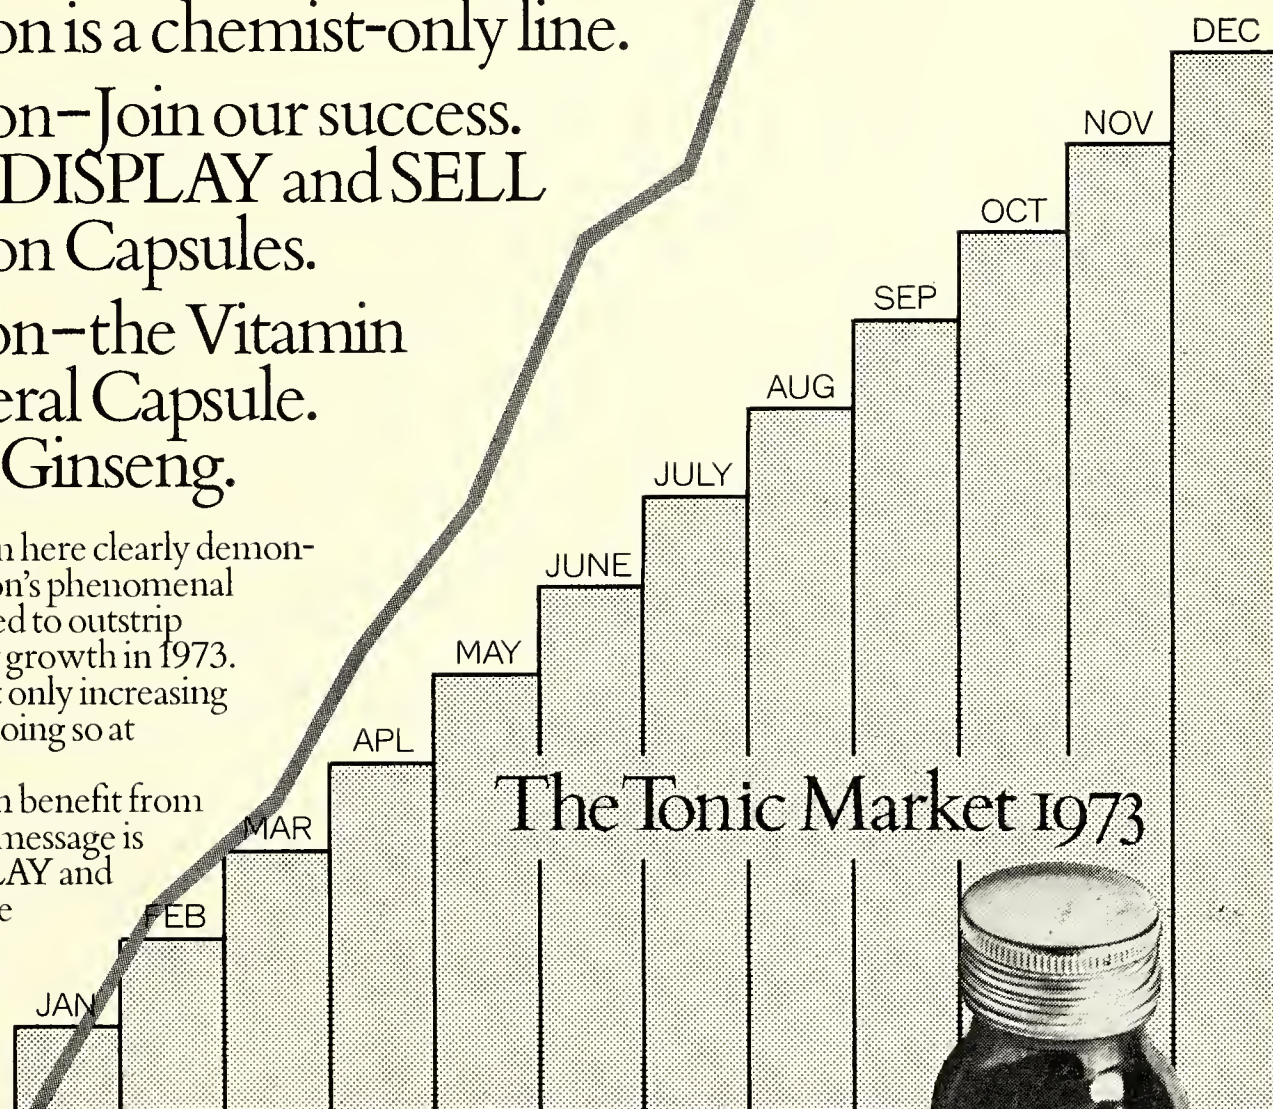 on is a chemist-only line.
on–Join our success.
DISPLAY and SELL
on Capsules.
on–the Vitamin
eral Capsule.
Ginseng.
n here clearly demon-
on's phenomenal
ed to outstrip
growth in 1973.
t only increasing
oing so at
n benefit from
message is
LAY and
e
JAN
FEB
MAR
APL
MAY
JUNE
JULY
AUG
SEP
OCT
NOV
DEC
The Tonic Market 1973